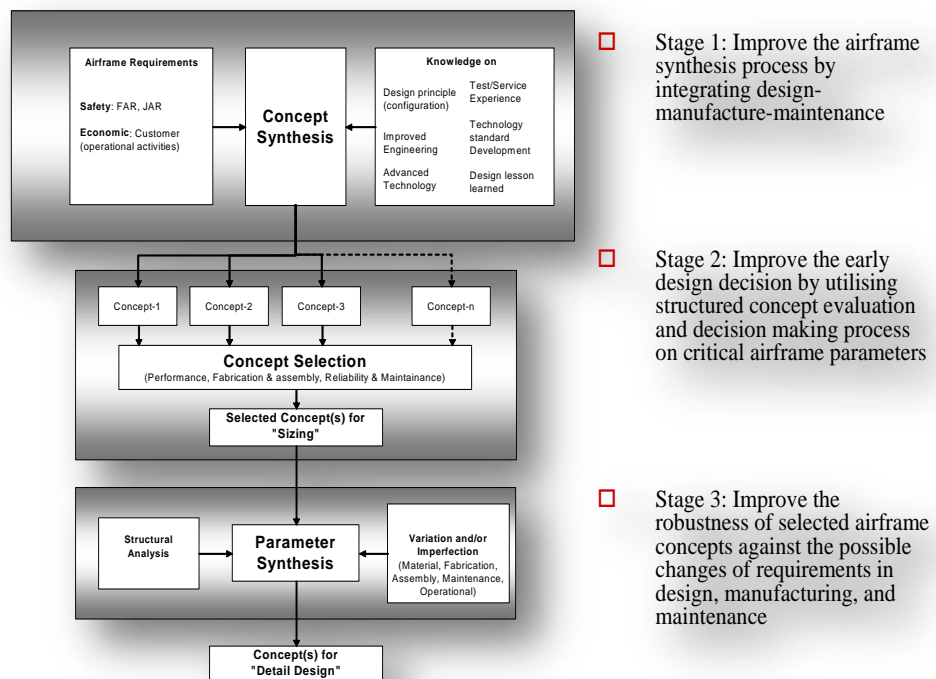 Airframe Requirements
Safety: FAR, JAR
Economic: Customer
(operational activities)
Concept
Synthesis
Knowledge on
Design principle
(configuration)
Improved
Engineering
Advanced
Technology
Test/Service
Experience
Technology
standard
Development
Design lesson
learned
Concept-1
Concept-2
Concept-3
Concept-n
Concept Selection
(Performance, Fabrication & assembly, Reliability & Maintainance)
Selected Concept(s) for
"Sizing"
Structural
Analysis
Parameter
Synthesis
Variation and/or
Imperfection
(Material, Fabrication,
Assembly, Maintenance,
Operational)
Concept(s) for
"Detail Design"
Stage 1: Improve the airframe
synthesis process by
integrating design-
manufacture-maintenance
Stage 2: Improve the early
design decision by utilising
structured concept evaluation
and decision making process
on critical airframe parameters
Stage 3: Improve the
robustness of selected airframe
concepts against the possible
changes of requirements in
design, manufacturing, and
maintenance